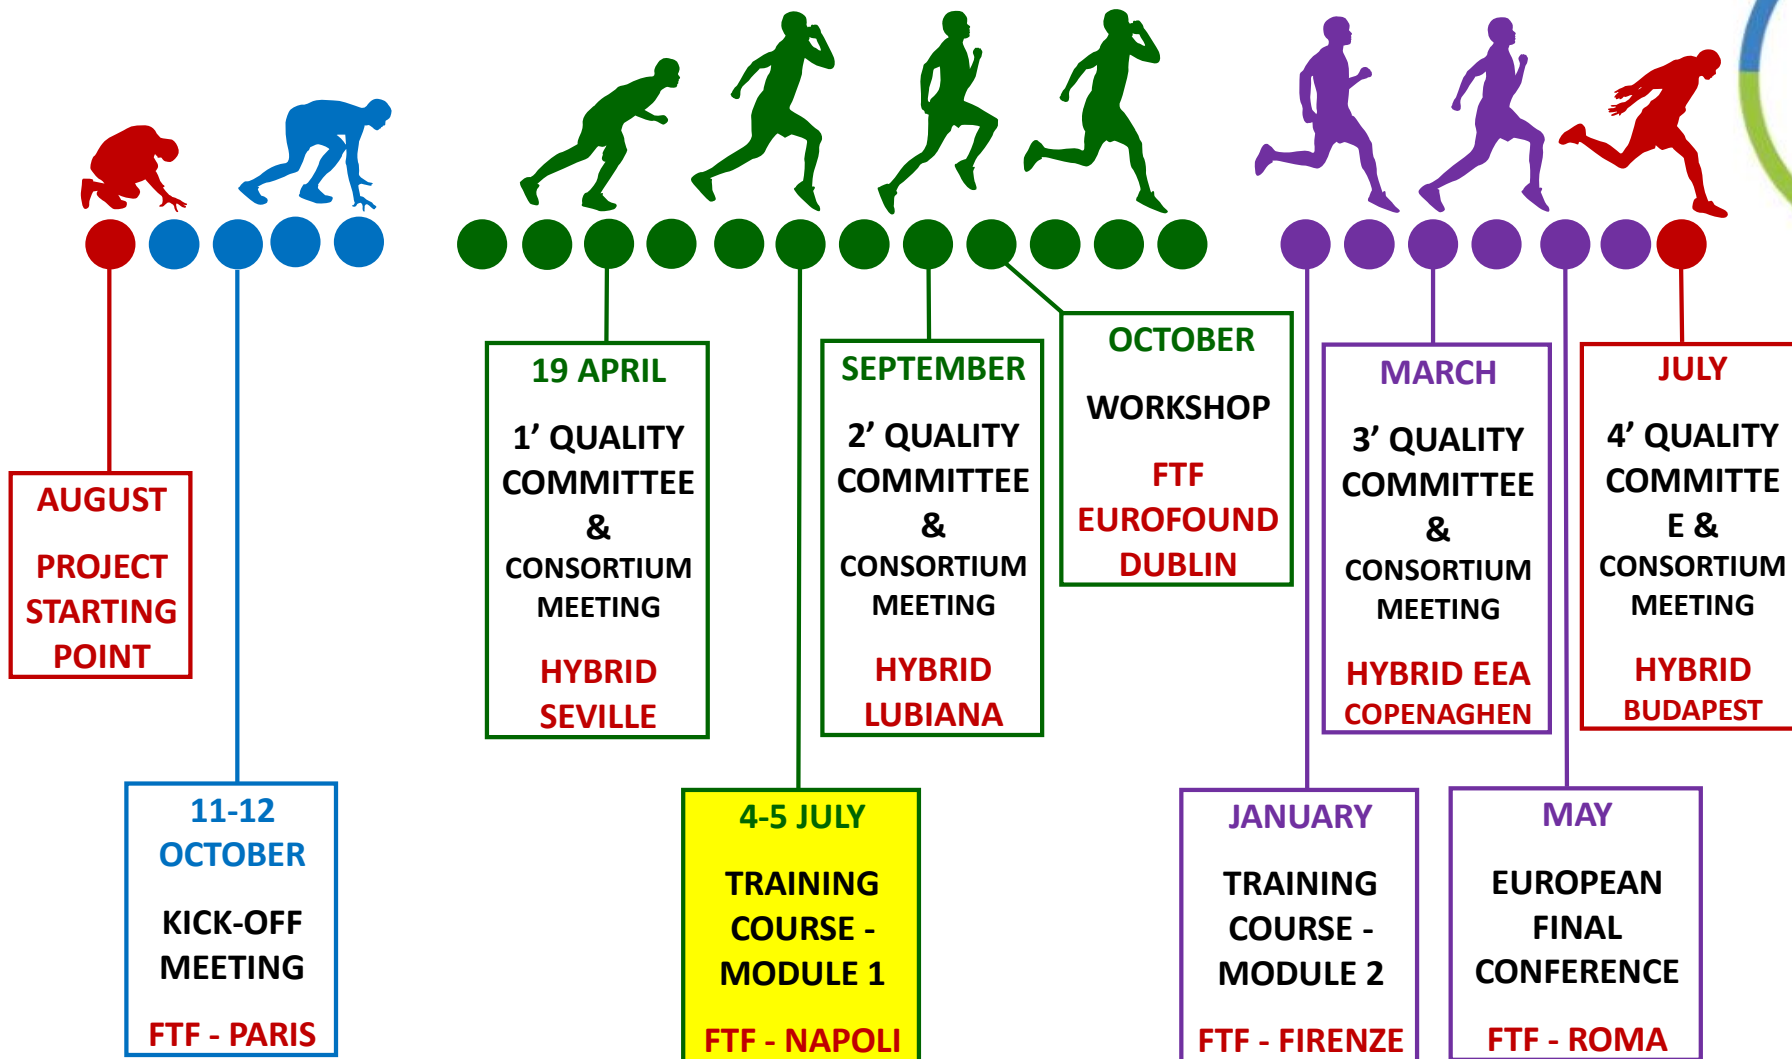 AUGUST
PROJECT
STARTING
POINT
11-12
OCTOBER
KICK-OFF
MEETING
FTF - PARIS
19 APRIL
1’ QUALITY
COMMITTEE
&
CONSORTIUM
MEETING
HYBRID
SEVILLE
4-5 JULY
TRAINING
COURSE -
MODULE 1
FTF - NAPOLI
SEPTEMBER
2’ QUALITY
COMMITTEE
&
CONSORTIUM
MEETING
HYBRID
LUBIANA
OCTOBER
WORKSHOP
FTF
EUROFOUND
DUBLIN
JANUARY
TRAINING
COURSE -
MODULE 2
FTF - FIRENZE
MARCH
3’ QUALITY
COMMITTEE
&
CONSORTIUM
MEETING
HYBRID EEA
COPENAGHEN
MAY
EUROPEAN
FINAL
CONFERENCE
FTF - ROMA
JULY
4’ QUALITY
COMMITTE
E &
CONSORTIUM
MEETING
HYBRID
BUDAPEST